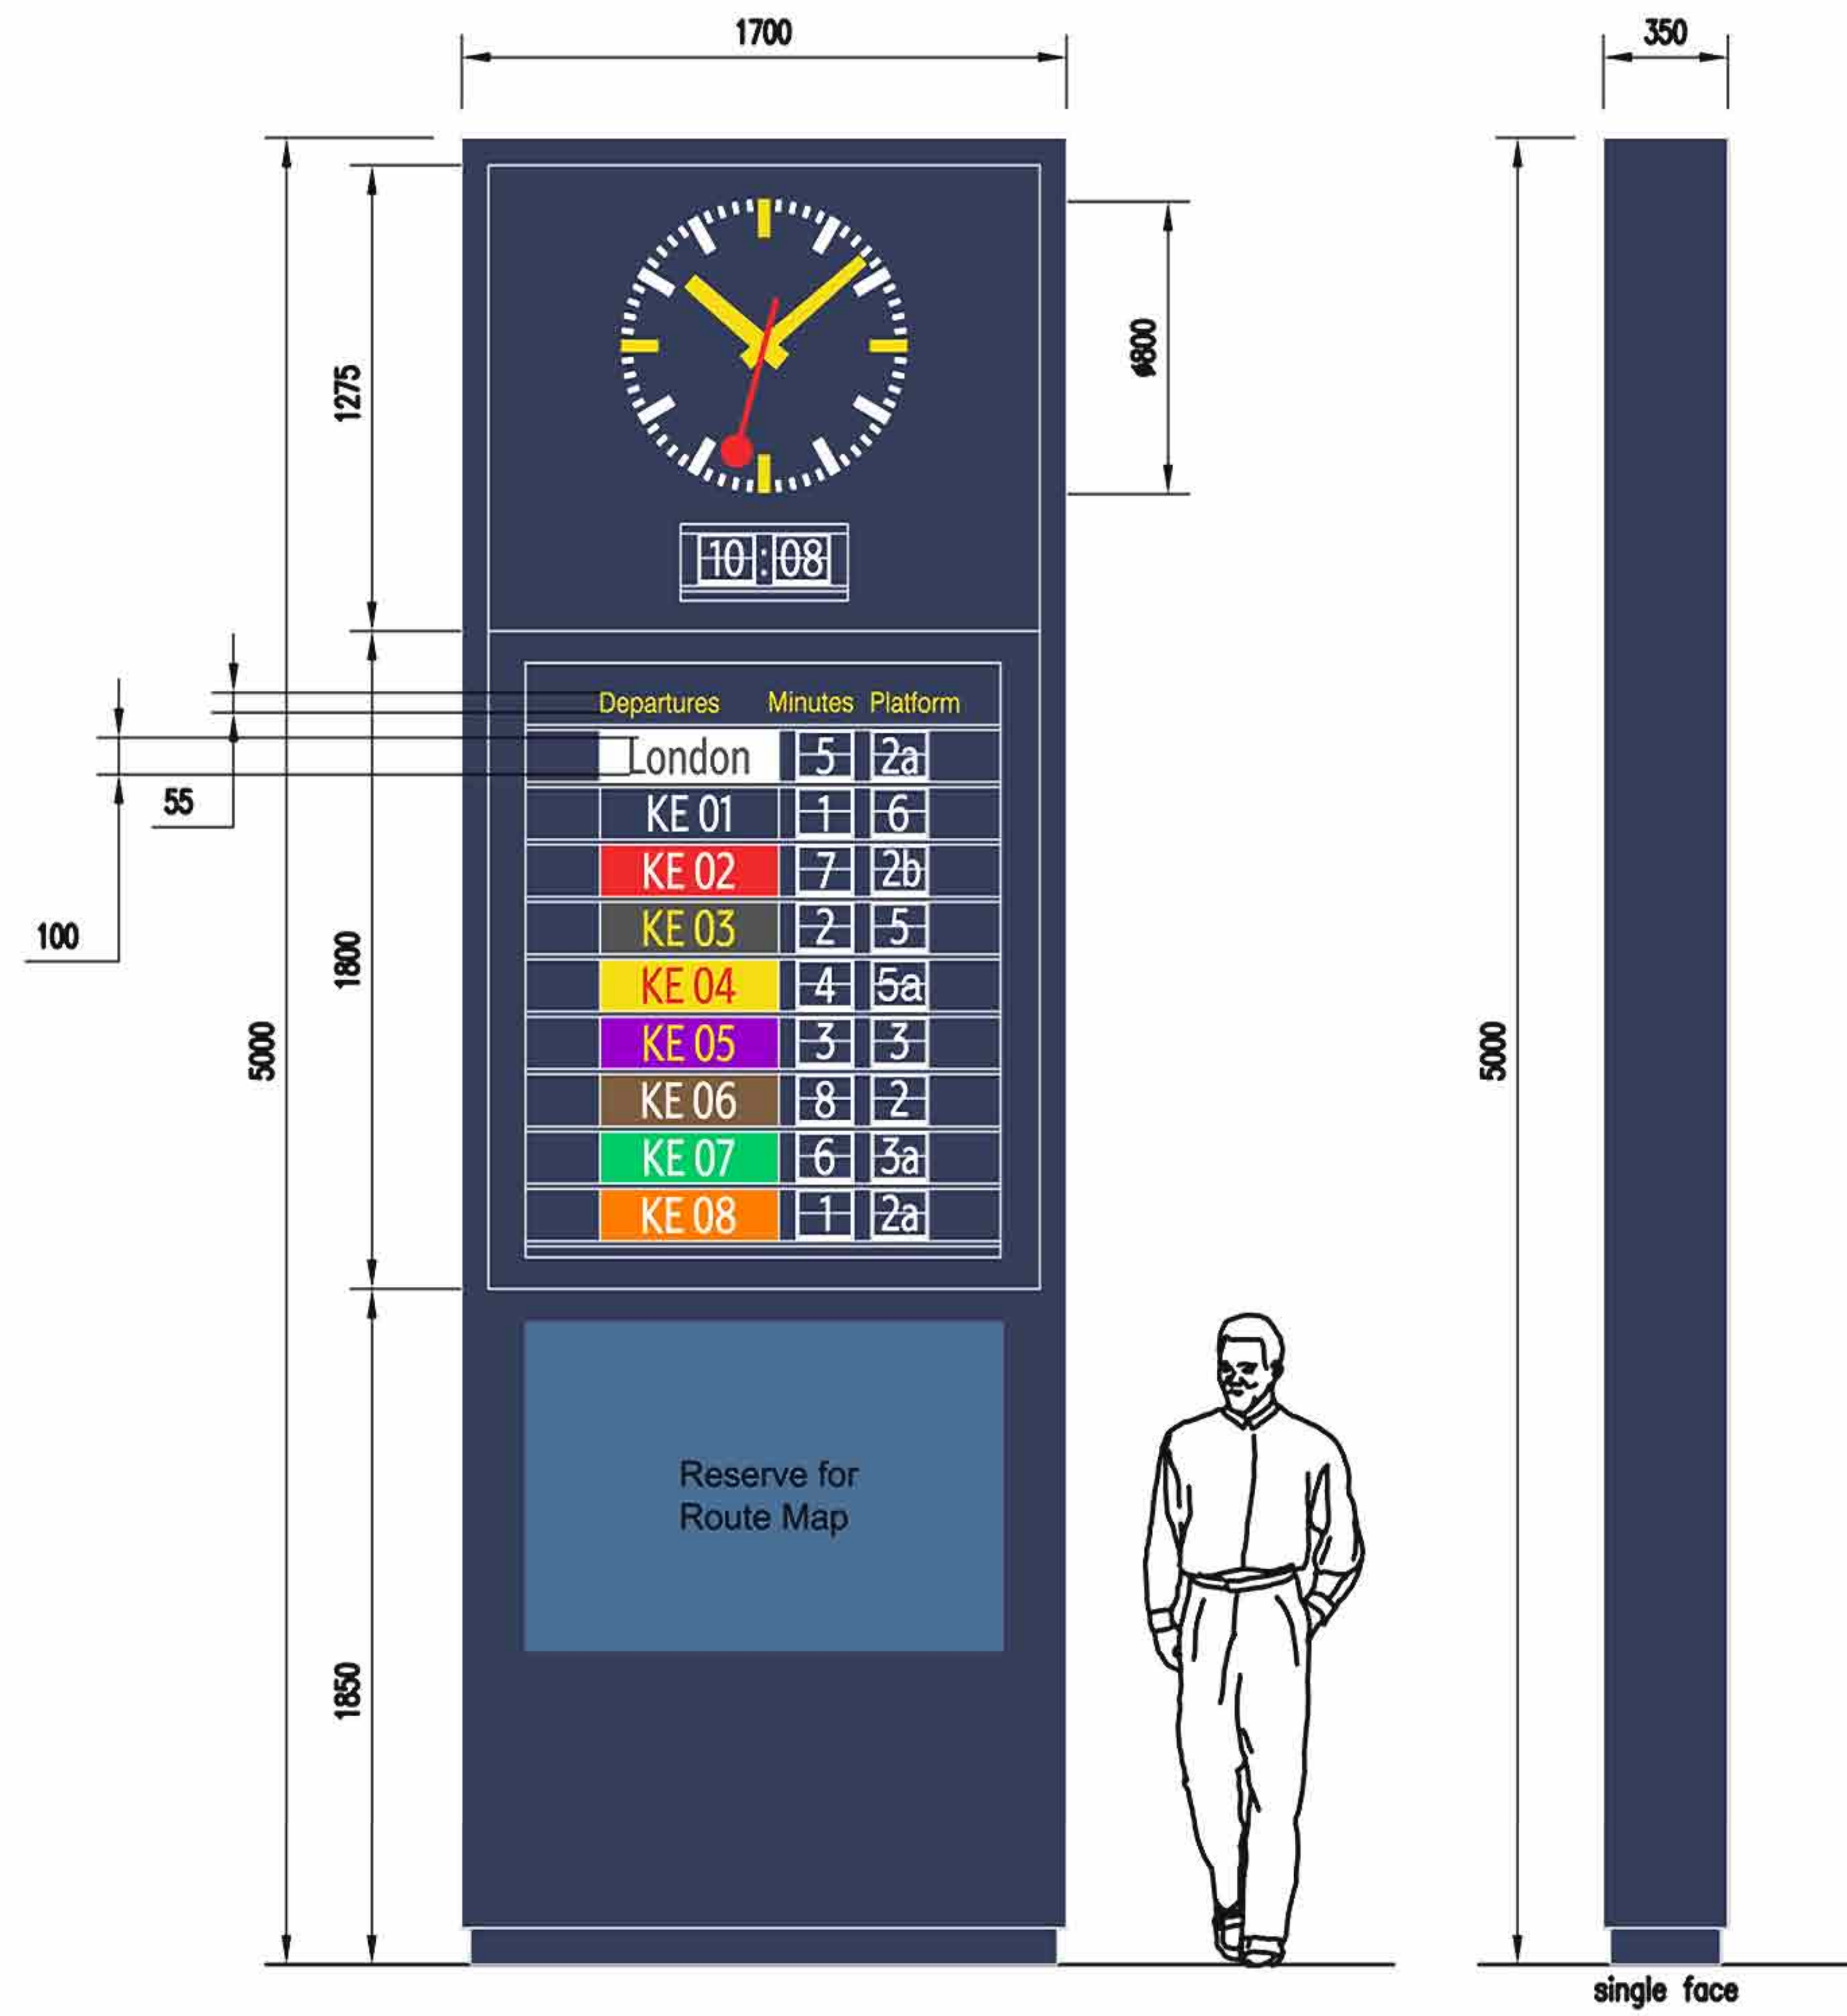 1700
350
1275
ø800
10:08
Departures Minutes Platform
London 5 2a
KE 01 1 6
55
KE 02 7 2b
KE 03 2 5
100
1800
KE 04 4 5a
KE 05 3 3
5000
5000
KE 06 8 2
KE 07 6 3a
KE 08 1 2a
Reserve for
Route Map
1850
single face